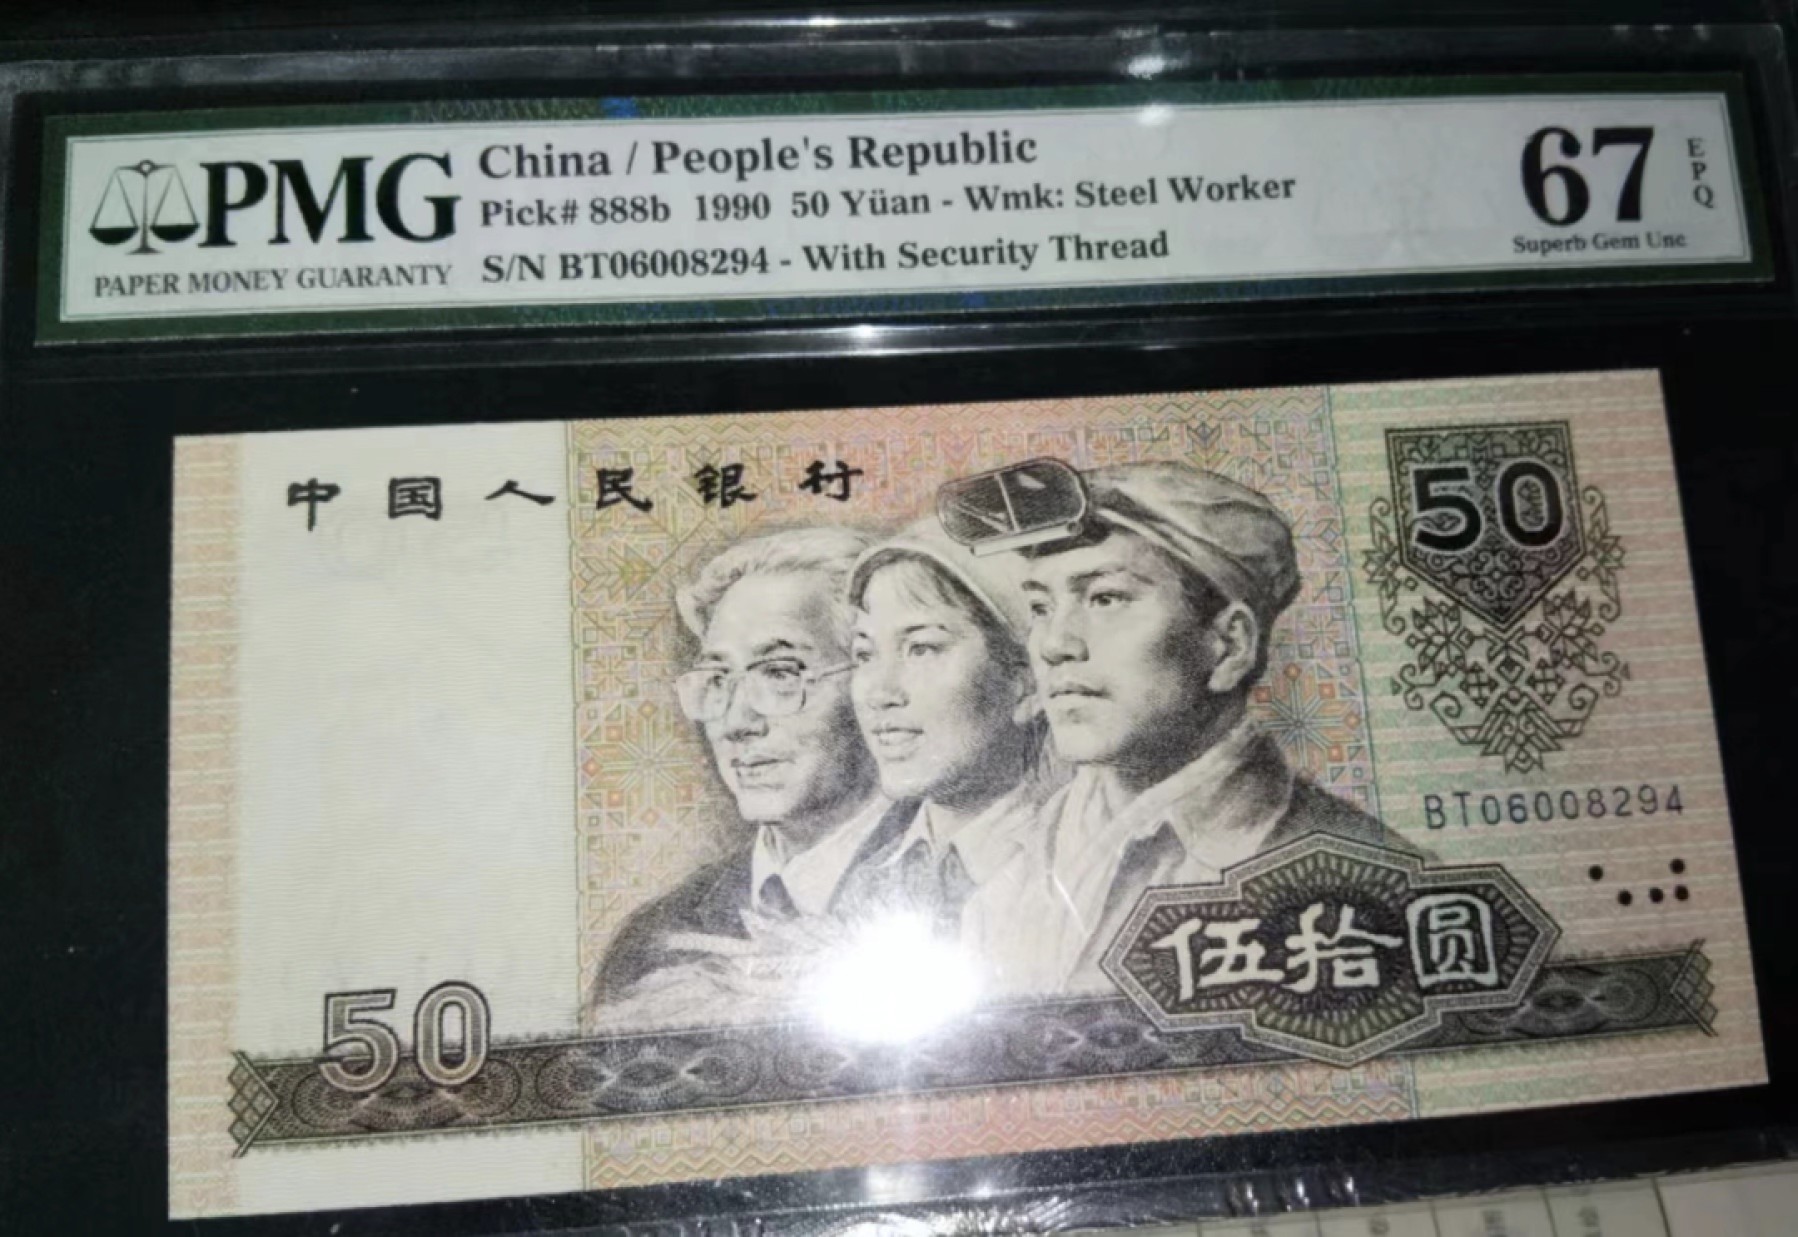 PMG
PAPER MONEY GUARANTY
China / People's Republic
Pick# 888b 1990 50 Yüan - Wmk: Steel Worker
S/N BT06008294 - With Security Thread
67
EPQ
Superb Gem Unc
中国人民银行
50
BT06008294
伍拾圆
50